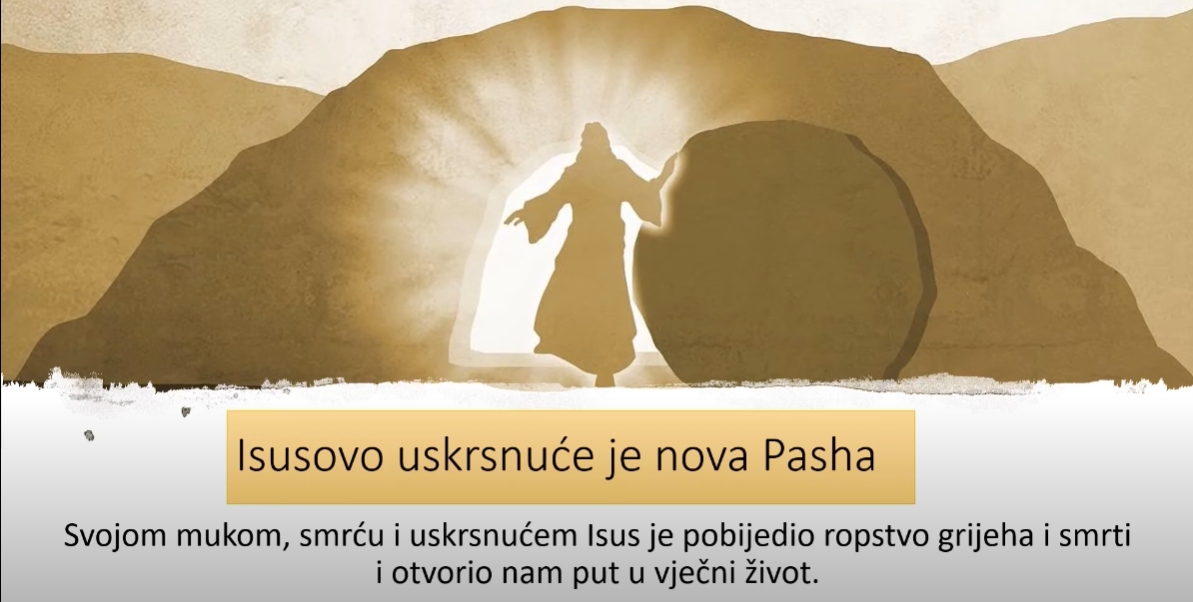 Isusovo uskrsnuće je nova Pasha
Svojom mukom, smrću i uskrsnućem Isus je pobijedio ropstvo grijeha i smrti
i otvorio nam put u vječni život.